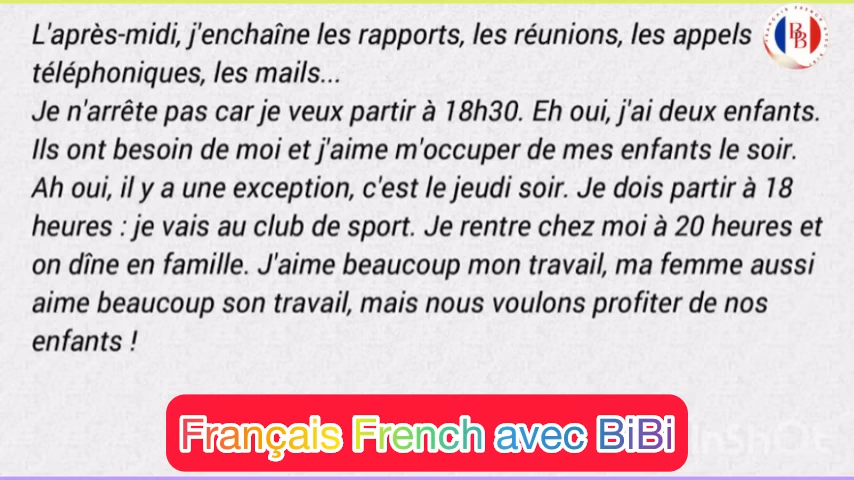 L'après-midi, j'enchaîne les rapports, les réunions, les appels
téléphoniques, les mails...
Je n'arrête pas car je veux partir à 18h30. Eh oui, j'ai deux enfants.
Ils ont besoin de moi et j'aime m'occuper de mes enfants le soir.
Ah oui, il y a une exception, c'est le jeudi soir. Je dois partir à 18
heures : je vais au club de sport. Je rentre chez moi à 20 heures et
on dîne en famille. J'aime beaucoup mon travail, ma femme aussi
aime beaucoup son travail, mais nous voulons profiter de nos
enfants !
Français French avec BiBi